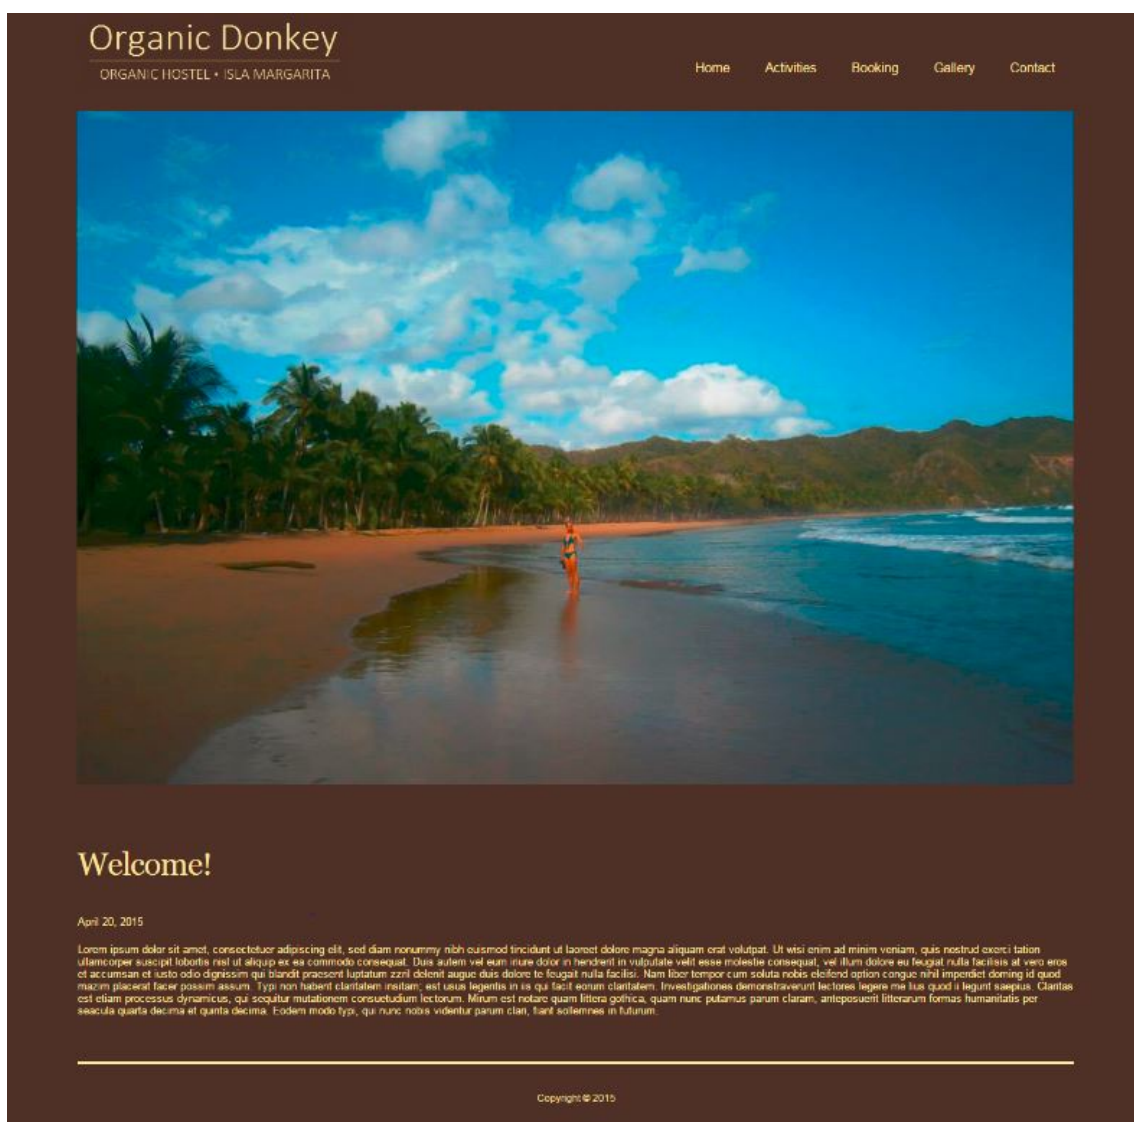 Organic Donkey
ORGANIC HOSTEL • ISLA MARGARITA
Home Activities Booking Gallery Contact
Welcome!
April 20, 2015
Lorem ipsum dolor sit amet, consectetuer adipiscing elit, sed diam nonummy nibh euismod tincidunt ut laoreet dolore magna aliquam erat volutpat. Ut wisi enim ad minim veniam, quis nostrud exerci tation
ullamcorper suscipit lobortis nisl ut aliquip ex ea commodo consequat. Duis autem vel eum iriure dolor in hendrerit in vulputate velit esse molestie consequat, vel illum dolore eu feugiat nulla facilisis at vero eros
et accumsan et iusto odio dignissim qui blandit praesent luptatum zzril delenit augue duis dolore te feugait nulla facilisi. Nam liber tempor cum soluta nobis eleifend option congue nihil imperdiet doming id quod
mazim placerat facer possim assum. Typi non habent claritatem insitam; est usus legentis in iis qui facit eorum claritatem. Investigationes demonstraverunt lectores legere me lius quod ii legunt saepius. Claritas
est etiam processus dynamicus, qui sequitur mutationem consuetudium lectorum. Mirum est notare quam littera gothica, quam nunc putamus parum claram, anteposuerit litterarum formas humanitatis per
seacula quarta decima et quinta decima. Eodem modo typi, qui nunc nobis videntur parum clari, fiant sollemnes in futurum.
Copyright © 2015